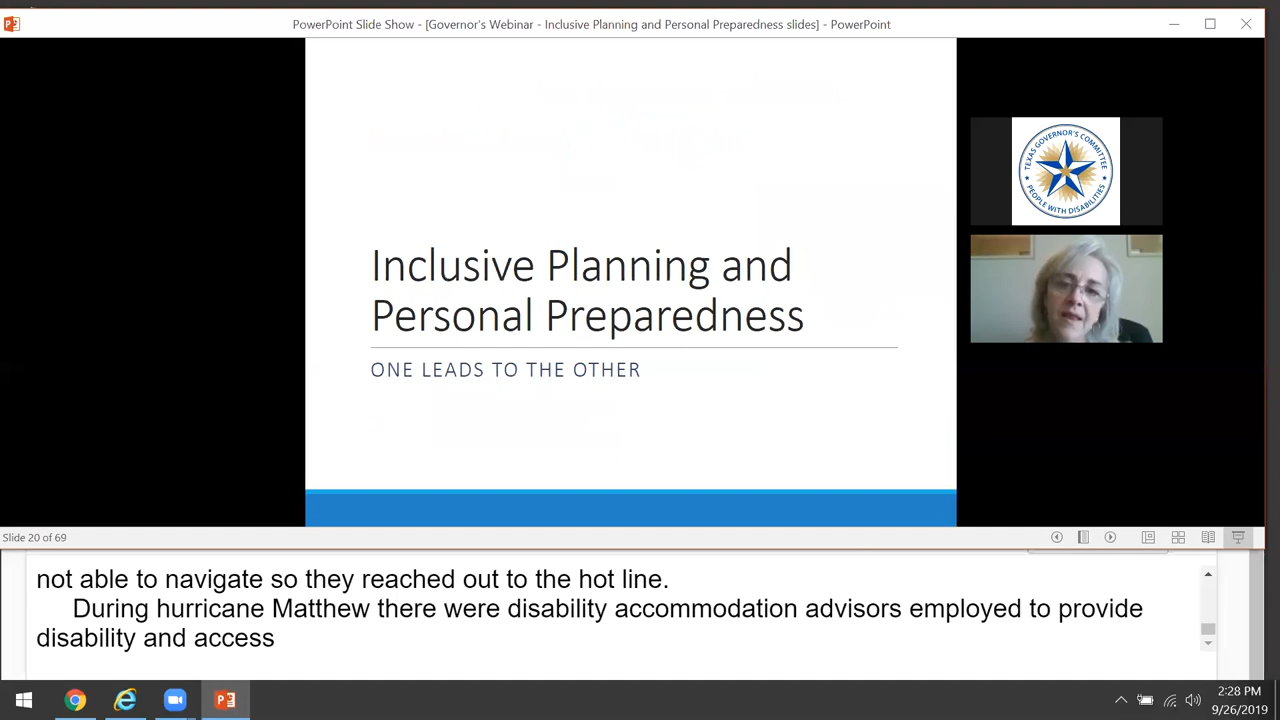 PowerPoint Slide Show - [Governor's Webinar - Inclusive Planning and Personal Preparedness slides] - PowerPoint
TEXAS GOVERNOR'S COMMITTEE
PEOPLE WITH DISABILITIES
Inclusive Planning and
Personal Preparedness
ONE LEADS TO THE OTHER
Slide 20 of 69
not able to navigate so they reached out to the hot line.
During hurricane Matthew there were disability accommodation advisors employed to provide
disability and access
2:28 PM
9/26/2019